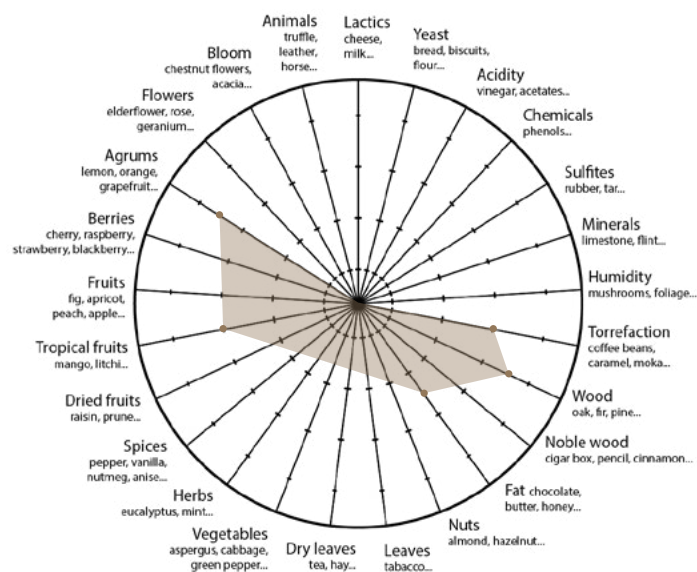 Lactics
cheese,
milk...
Yeast
bread, biscuits,
flour...
Acidity
vinegar, acetates...
Chemicals
phenols...
Sulfites
rubber, tar...
Minerals
limestone, flint...
Humidity
mushrooms, foliage...
Torrefaction
coffee beans,
caramel, moka...
Wood
oak, fir, pine...
Noble wood
cigar box, pencil, cinnamon...
Fat chocolate,
butter, honey...
Nuts
almond, hazelnut...
Leaves
tabacco...
Dry leaves
tea, hay...
Vegetables
aspergus, cabbage,
green pepper...
Herbs
eucalyptus, mint...
Spices
pepper, vanilla,
nutmeg, anise...
Dried fruits
raisin, prune...
Tropical fruits
mango, litchi...
Fruits
fig, apricot,
peach, apple...
Berries
cherry, raspberry,
strawberry, blackberry...
Agrums
lemon, orange,
grapefruit...
Flowers
elderflower, rose,
geranium...
Bloom
chestnut flowers,
acacia...
Animals
truffle,
leather,
horse...